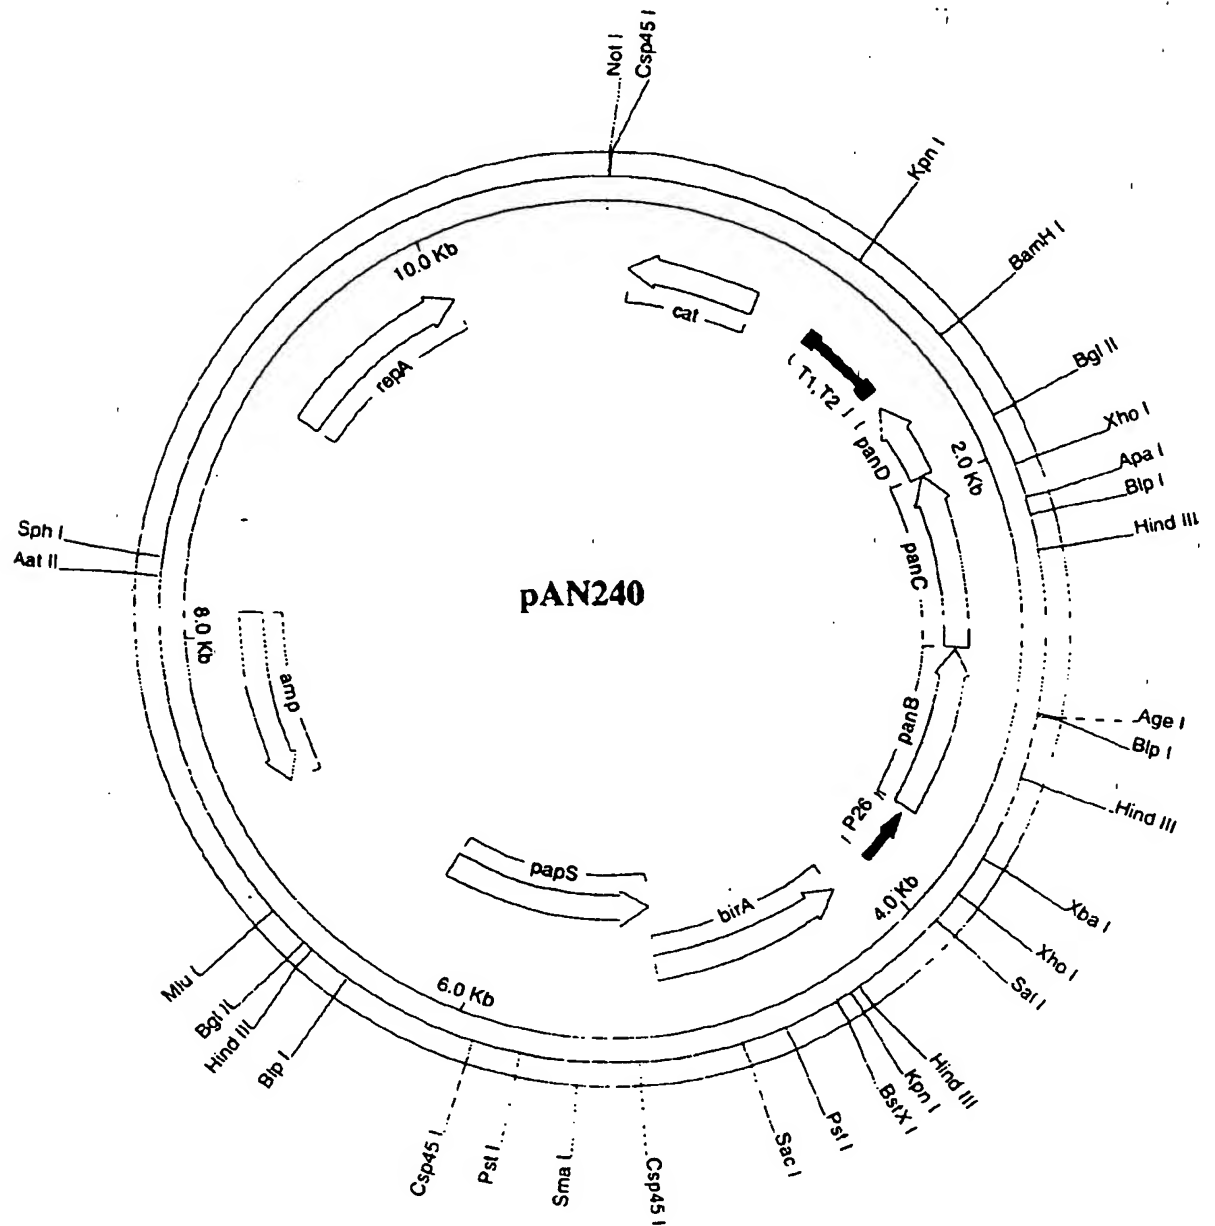 Not I
Csp45 I
Kpn I
BamH I
Bgl II
Xho I
Apa I
Blp I
Hind III
Age I
Blp I
Hind III
Xba I
Xho I
Sal I
Hind III
Kpn I
BstX I
Pst I
Sac I
Csp45 I
Sma I
Pst I
Csp45 I
Blp I
Hind III
Bgl II
Mlu I
Aat II
Sph I
10.0 Kb
2.0 Kb
4.0 Kb
6.0 Kb
8.0 Kb
cat
T1, T2
panD
panC
panB
P26
birA
papS
amp
repA
pAN240